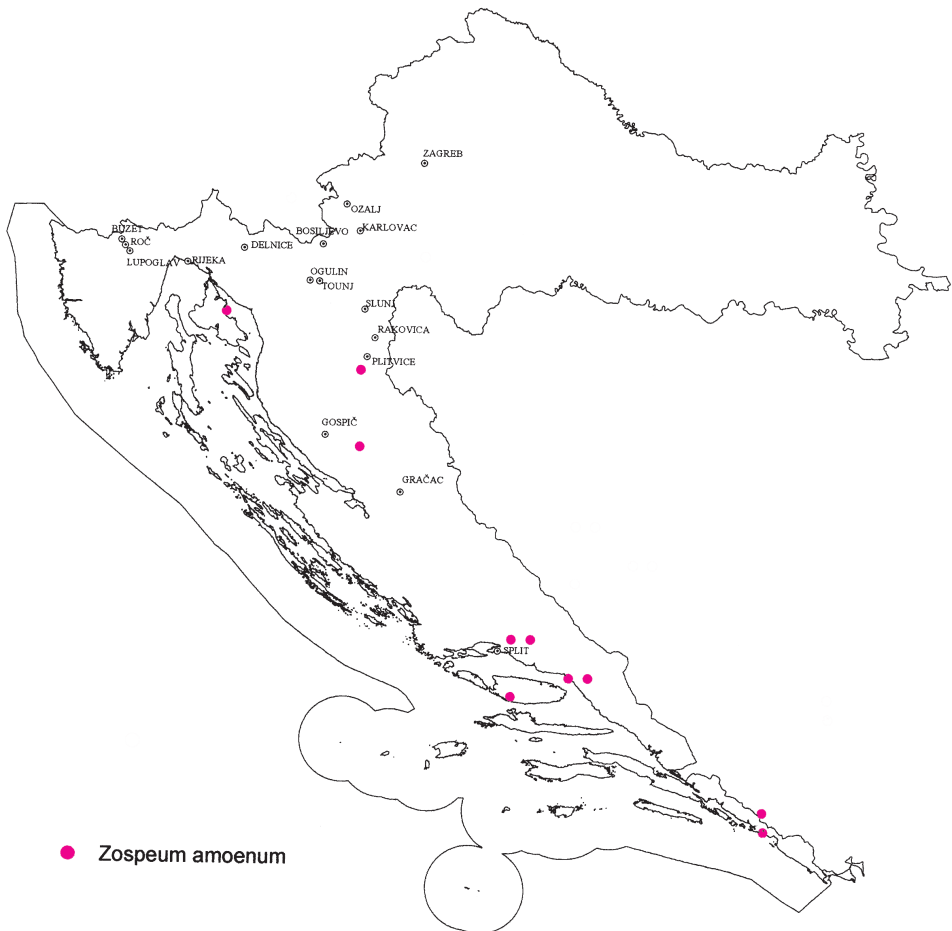 ZAGREB
OZALJ
KARLOVAC
BOSILJEVO
BUZET
ROČ
DELNICE
LUPOGLAV
RIJEKA
OGULIN
TOUNJ
SLUNJ
RAKOVICA
PLITVICE
GOSPIČ
GRAČAC
SPLIT
Zospeum amoenum